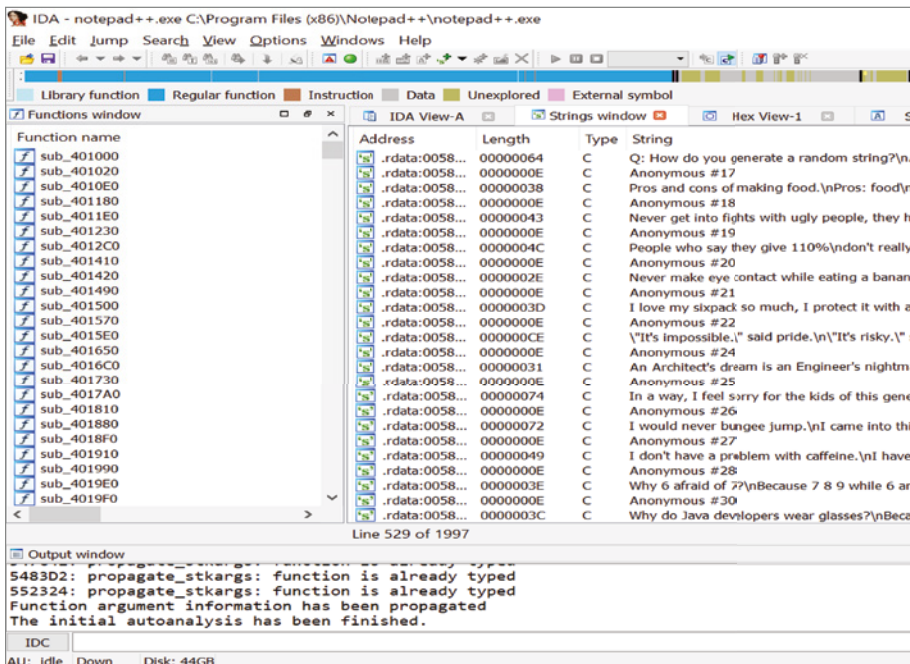 IDA - notepad++.exe C:\Program Files (x86)\Notepad++\notepad++.exe
File Edit Jump Search View Options Windows Help
Library function Regular function Instruction Data Unexplored External symbol
Functions window
IDA View-A Strings window Hex View-1 S
Function name
sub_401000
sub_401020
sub_4010E0
sub_401180
sub_4011E0
sub_401230
sub_4012C0
sub_401410
sub_401420
sub_401490
sub_401500
sub_401570
sub_4015E0
sub_401650
sub_4016C0
sub_401730
sub_4017A0
sub_401810
sub_401880
sub_4018F0
sub_401910
sub_401990
sub_4019E0
sub_4019F0
Address Length Type String
.rdata:0058... 00000064 C Q: How do you generate a random string?\n
.rdata:0058... 0000000E C Anonymous #17
.rdata:0058... 00000038 C Pros and cons of making food.\nPros: food\n
.rdata:0058... 0000000E C Anonymous #18
.rdata:0058... 00000043 C Never get into fights with ugly people, they h
.rdata:0058... 0000000E C Anonymous #19
.rdata:0058... 0000004C C People who say they give 110%\ndon't really
.rdata:0058... 0000000E C Anonymous #20
.rdata:0058... 0000002E C Never make eye contact while eating a banan
.rdata:0058... 0000000E C Anonymous #21
.rdata:0058... 0000003D C I love my sixpack so much, I protect it with a
.rdata:0058... 0000000E C Anonymous #22
.rdata:0058... 000000CE C \"It's impossible.\" said pride.\n\"It's risky.\"
.rdata:0058... 0000000E C Anonymous #24
.rdata:0058... 00000031 C An Architect's dream is an Engineer's nightm
.rdata:0058... 0000000E C Anonymous #25
.rdata:0058... 00000074 C In a way, I feel sorry for the kids of this gene
.rdata:0058... 0000000E C Anonymous #26
.rdata:0058... 00000072 C I would never bungee jump.\nI came into thi
.rdata:0058... 0000000E C Anonymous #27
.rdata:0058... 00000049 C I don't have a problem with caffeine.\nI have
.rdata:0058... 0000000E C Anonymous #28
.rdata:0058... 0000003E C Why 6 afraid of 7?\nBecause 7 8 9 while 6 ar
.rdata:0058... 0000000E C Anonymous #30
.rdata:0058... 0000003C C Why do Java developers wear glasses?\nBeca
Line 529 of 1997
Output window
5483D2: propagate_stkargs: function is already typed
552324: propagate_stkargs: function is already typed
Function argument information has been propagated
The initial autoanalysis has been finished.
IDC
AU: idle Down Disk: 44GB